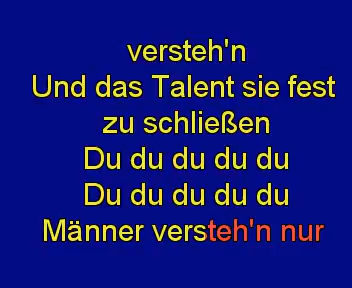 versteh'n
Und das Talent sie fest
zu schließen
Du du du du du
Du du du du du
Männer versteh'n nur